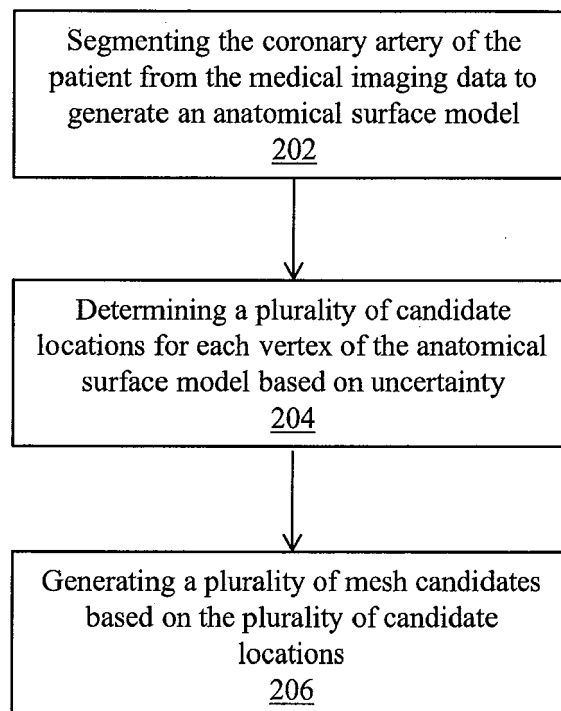 Segmenting the coronary artery of the
patient from the medical imaging data to
generate an anatomical surface model
202
Determining a plurality of candidate
locations for each vertex of the anatomical
surface model based on uncertainty
204
Generating a plurality of mesh candidates
based on the plurality of candidate
locations
206